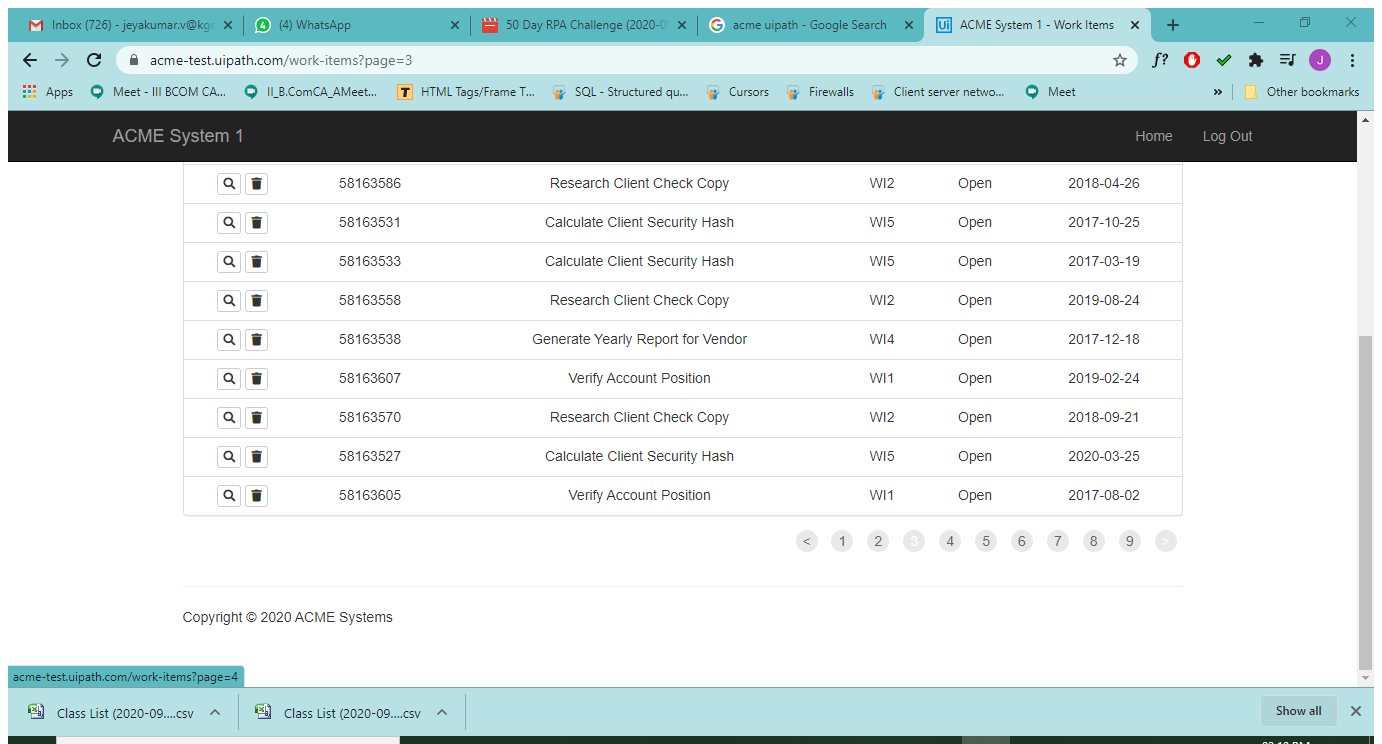 Inbox (726) - jeyakumar.v@kgc
(4) WhatsApp
50 Day RPA Challenge (2020-0
acme uipath - Google Search
Ui ACME System 1 - Work Items
acme-test.uipath.com/work-items?page=3
f? J
Apps Meet - III BCOM CA... II_B.ComCA_AMeet... T HTML Tags/Frame T... SQL - Structured qu... Cursors Firewalls Client server netwo... Meet » Other bookmarks
ACME System 1 Home Log Out
58163586 Research Client Check Copy WI2 Open 2018-04-26
58163531 Calculate Client Security Hash WI5 Open 2017-10-25
58163533 Calculate Client Security Hash WI5 Open 2017-03-19
58163558 Research Client Check Copy WI2 Open 2019-08-24
58163538 Generate Yearly Report for Vendor WI4 Open 2017-12-18
58163607 Verify Account Position WI1 Open 2019-02-24
58163570 Research Client Check Copy WI2 Open 2018-09-21
58163527 Calculate Client Security Hash WI5 Open 2020-03-25
58163605 Verify Account Position WI1 Open 2017-08-02
< 1 2 3 4 5 6 7 8 9 >
Copyright © 2020 ACME Systems
acme-test.uipath.com/work-items?page=4
Class List (2020-09....csv Class List (2020-09....csv Show all